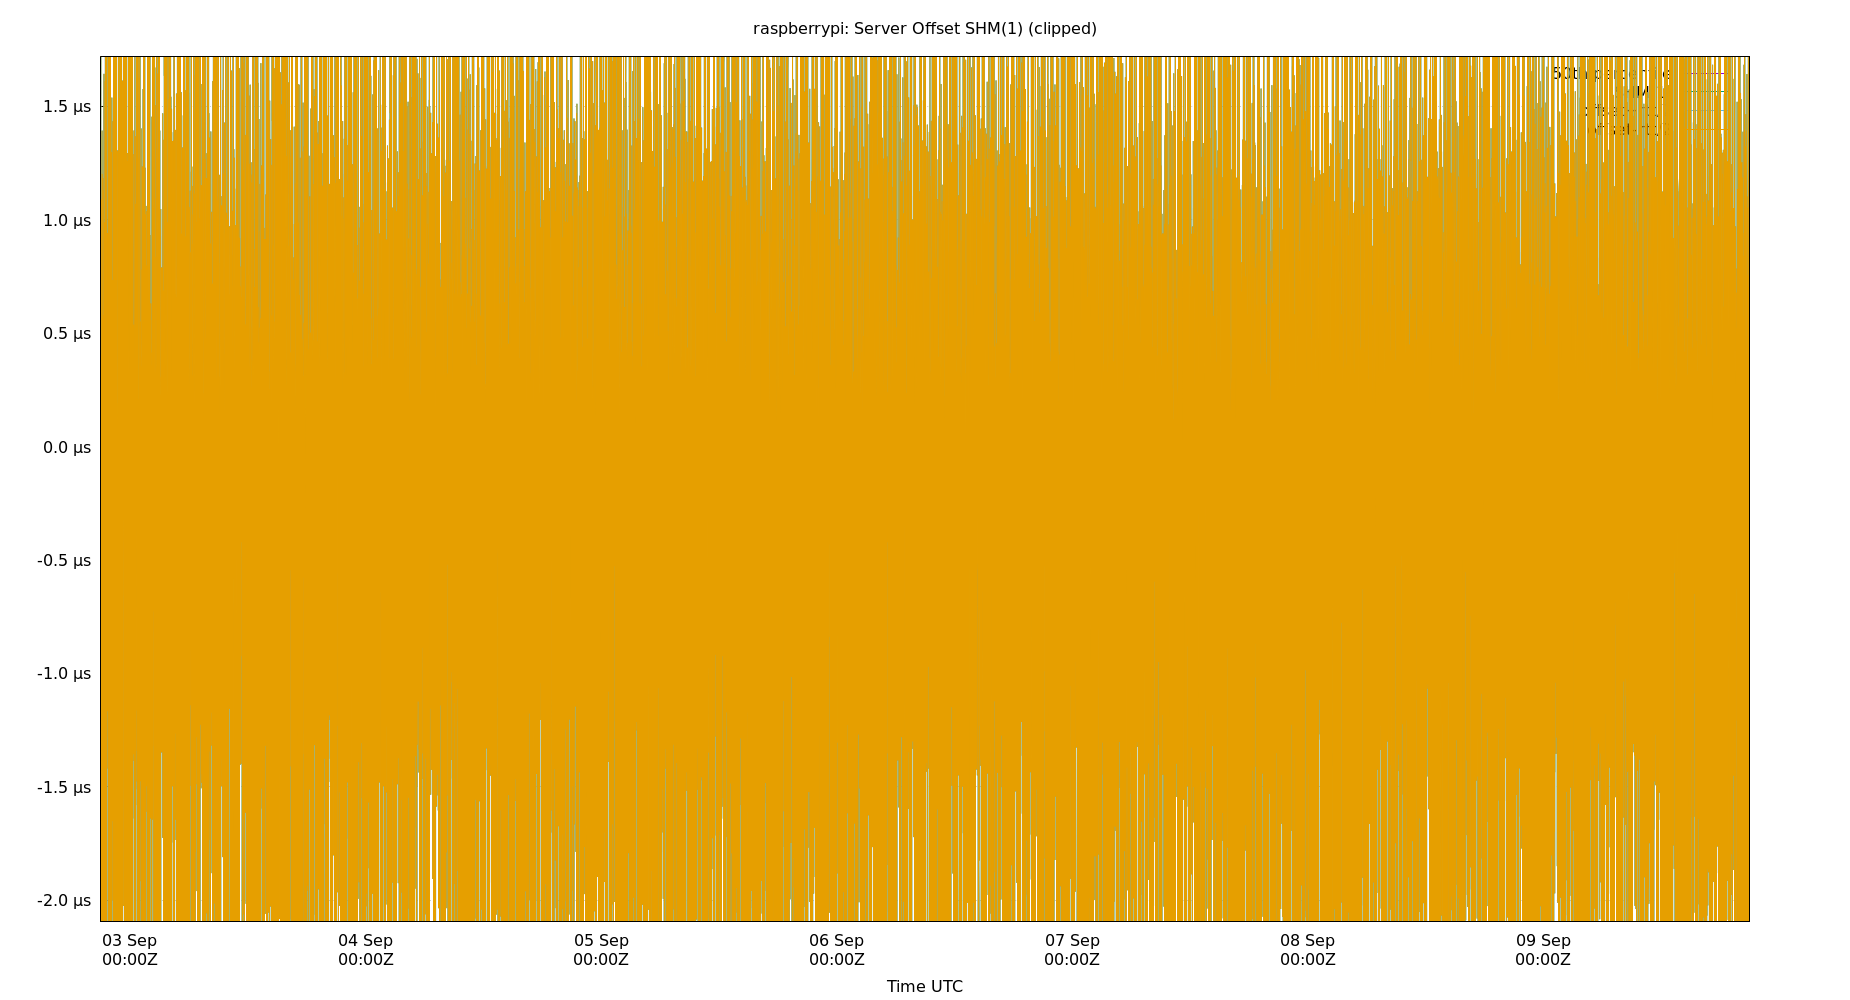 raspberrypi: Server Offset SHM(1) (clipped)
1.5 µs
1.0 µs
0.5 µs
0.0 µs
-0.5 µs
-1.0 µs
-1.5 µs
-2.0 µs
03 Sep 04 Sep 05 Sep 06 Sep 07 Sep 08 Sep 09 Sep
00:00Z 00:00Z 00:00Z 00:00Z 00:00Z 00:00Z 00:00Z
Time UTC